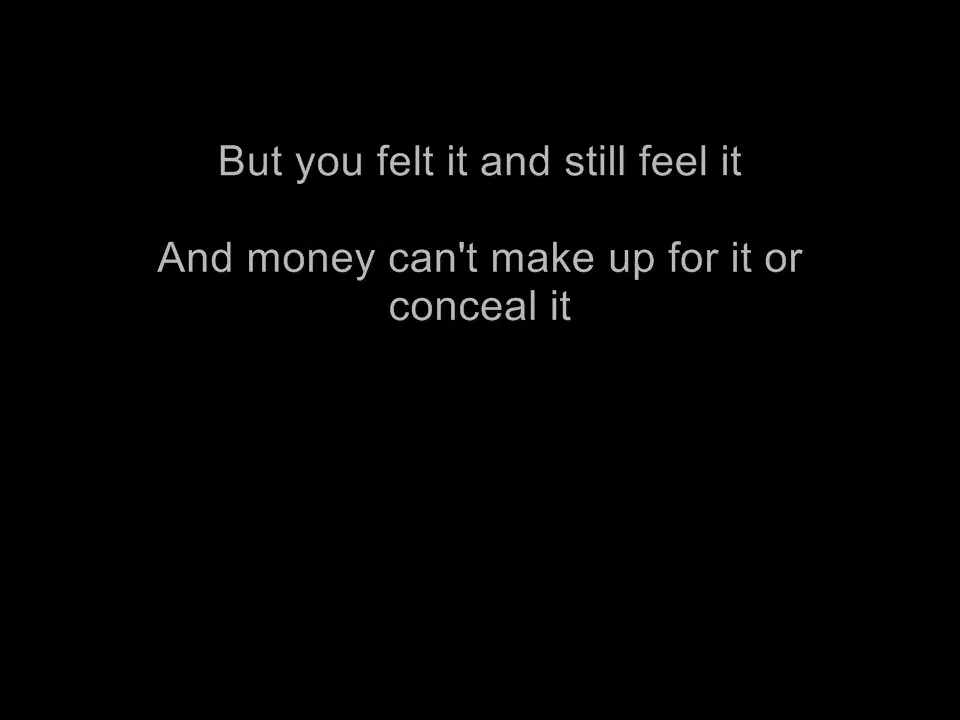 But you felt it and still feel it
And money can't make up for it or
conceal it